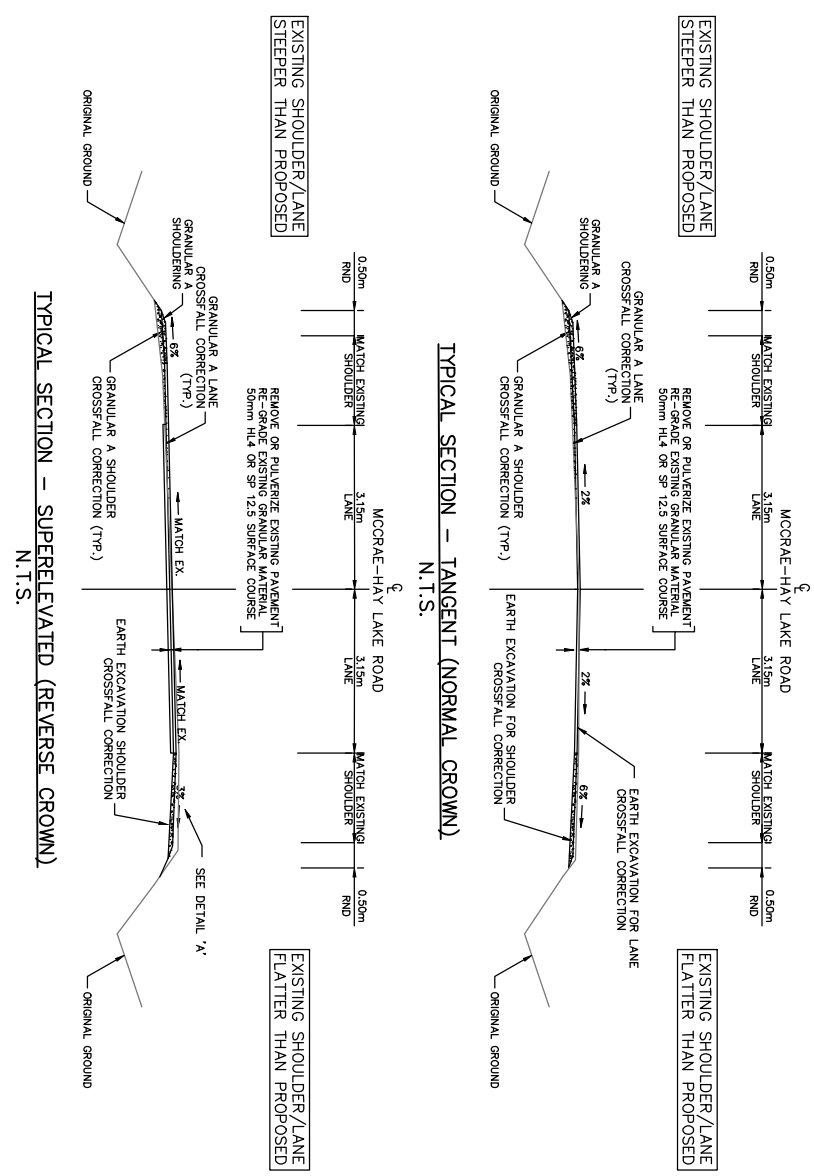 EXISTING SHOULDER/LANE
STEEPER THAN PROPOSED
EXISTING SHOULDER/LANE
FLATTER THAN PROPOSED
MCCRAE-HAY LAKE ROAD
℄
0.50m
RND
MATCH EXISTING
SHOULDER
3.15m
LANE
3.15m
LANE
MATCH EXISTING
SHOULDER
0.50m
RND
REMOVE OR PULVERIZE EXISTING PAVEMENT
RE-GRADE EXISTING GRANULAR MATERIAL
50mm HL4 OR SP 12.5 SURFACE COURSE
GRANULAR A LANE
CROSSFALL CORRECTION
(TYP.)
GRANULAR A
SHOULDERING
6%
2%
2%
6%
EARTH EXCAVATION FOR LANE
CROSSFALL CORRECTION
ORIGINAL GROUND
GRANULAR A SHOULDER
CROSSFALL CORRECTION (TYP.)
EARTH EXCAVATION FOR SHOULDER
CROSSFALL CORRECTION
ORIGINAL GROUND
TYPICAL SECTION - TANGENT (NORMAL CROWN)
N.T.S.
EXISTING SHOULDER/LANE
STEEPER THAN PROPOSED
EXISTING SHOULDER/LANE
FLATTER THAN PROPOSED
MCCRAE-HAY LAKE ROAD
℄
0.50m
RND
MATCH EXISTING
SHOULDER
3.15m
LANE
3.15m
LANE
MATCH EXISTING
SHOULDER
0.50m
RND
REMOVE OR PULVERIZE EXISTING PAVEMENT
RE-GRADE EXISTING GRANULAR MATERIAL
50mm HL4 OR SP 12.5 SURFACE COURSE
GRANULAR A LANE
CROSSFALL CORRECTION
(TYP.)
GRANULAR A
SHOULDERING
6%
MATCH EX.
MATCH EX.
3%
SEE DETAIL 'A'
ORIGINAL GROUND
GRANULAR A SHOULDER
CROSSFALL CORRECTION (TYP.)
EARTH EXCAVATION SHOULDER
CROSSFALL CORRECTION
ORIGINAL GROUND
TYPICAL SECTION - SUPERELEVATED (REVERSE CROWN)
N.T.S.